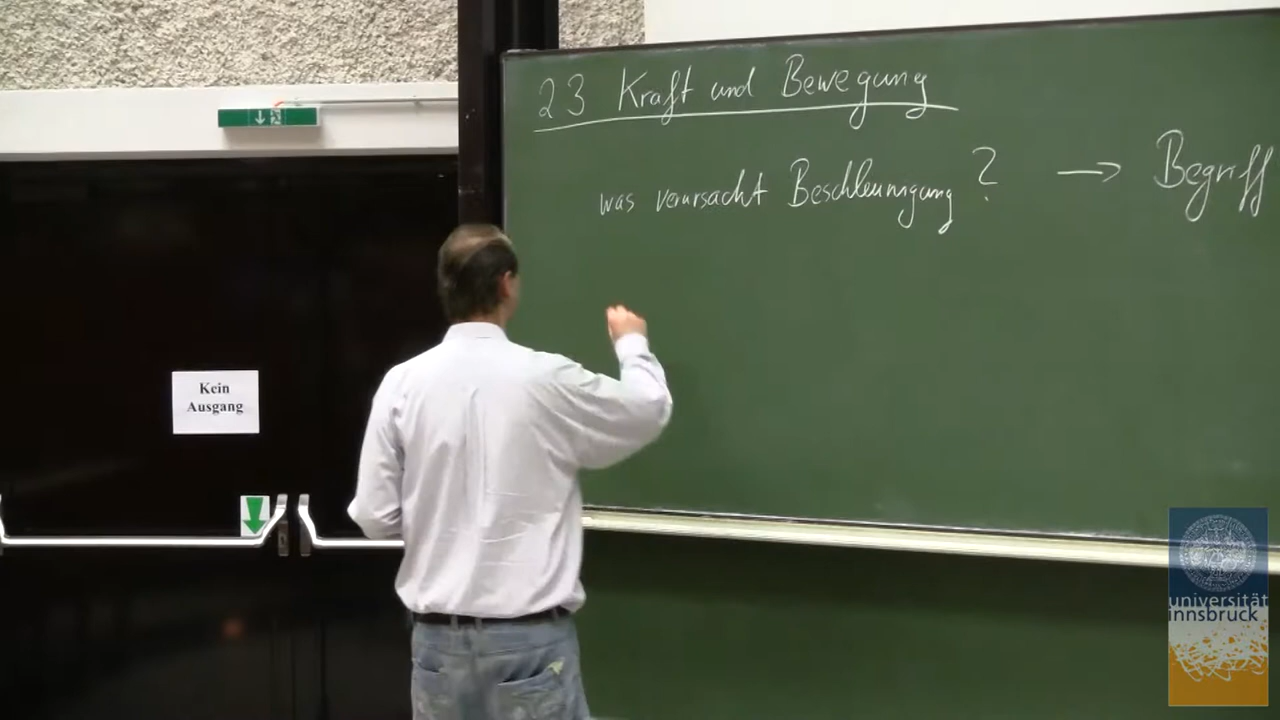 23 Kraft und Bewegung
was verursacht Beschleunigung ? → Begriff
Kein
Ausgang
universität
innsbruck